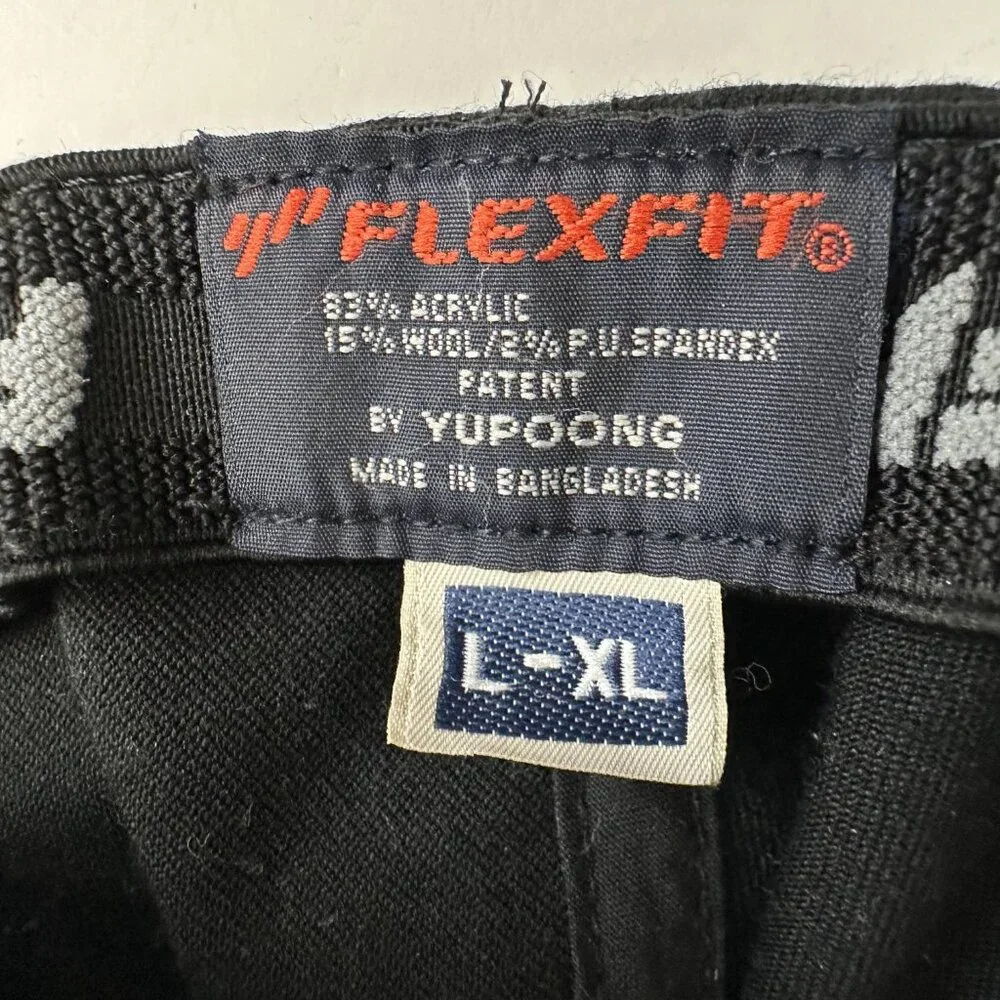 FLEXFIT®
83% ACRYLIC
15% WOOL/2% P.U.SPANDEX
PATENT
BY YUPOONG
MADE IN BANGLADESH
L-XL